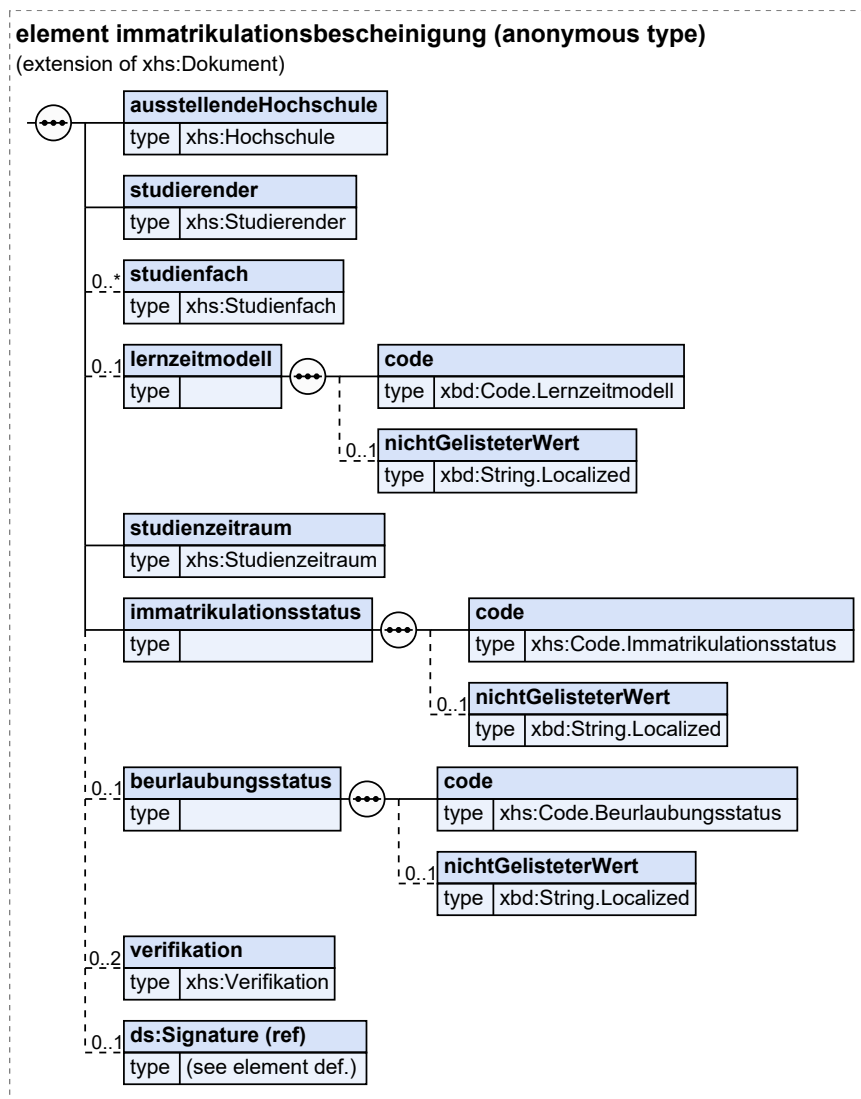 element immatrikulationsbescheinigung (anonymous type)
(extension of xhs:Dokument)
ausstellendeHochschule
type xhs:Hochschule
studierender
type xhs:Studierender
0..* studienfach
type xhs:Studienfach
0..1 lernzeitmodell
type
code
type xbd:Code.Lernzeitmodell
0..1 nichtGelisteterWert
type xbd:String.Localized
studienzeitraum
type xhs:Studienzeitraum
immatrikulationsstatus
type
code
type xhs:Code.Immatrikulationsstatus
0..1 nichtGelisteterWert
type xbd:String.Localized
0..1 beurlaubungsstatus
type
code
type xhs:Code.Beurlaubungsstatus
0..1 nichtGelisteterWert
type xbd:String.Localized
0..2 verifikation
type xhs:Verifikation
0..1 ds:Signature (ref)
type (see element def.)